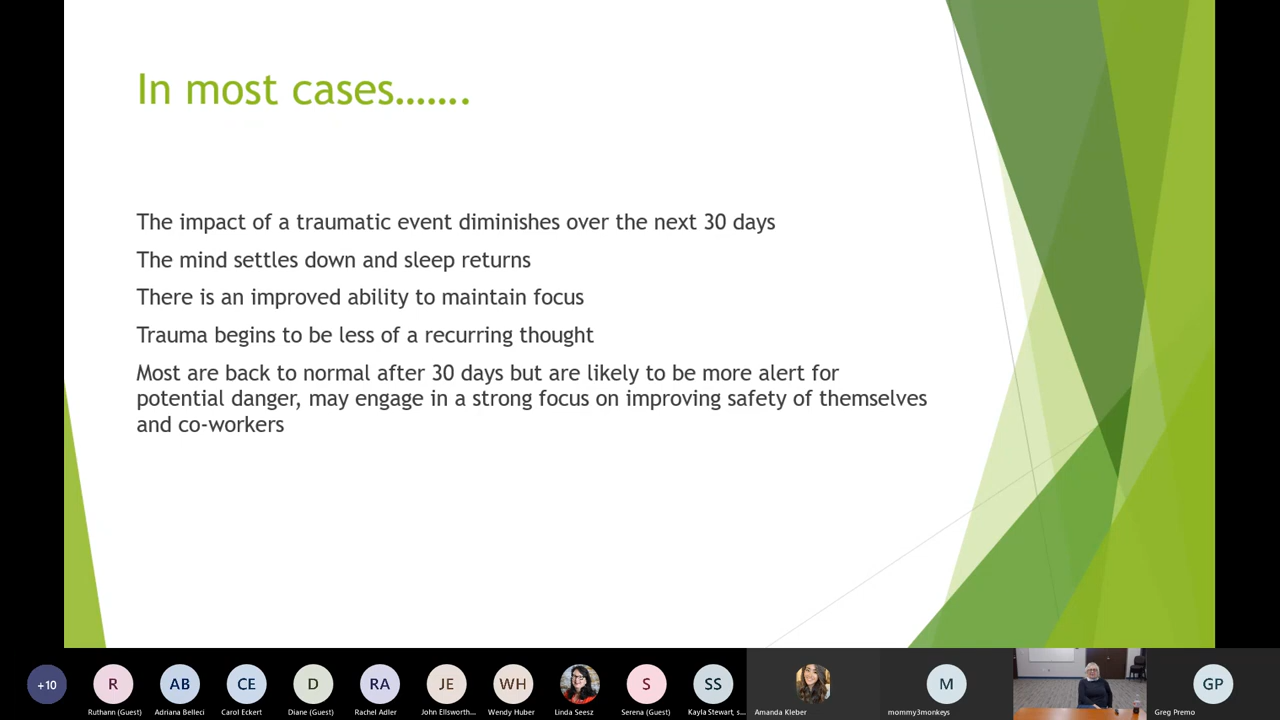 In most cases…….
The impact of a traumatic event diminishes over the next 30 days
The mind settles down and sleep returns
There is an improved ability to maintain focus
Trauma begins to be less of a recurring thought
Most are back to normal after 30 days but are likely to be more alert for
potential danger, may engage in a strong focus on improving safety of themselves
and co-workers
+10
R
AB
CE
D
RA
JE
WH
S
SS
M
GP
Ruthann (Guest)
Adriana Belleci
Carol Eckert
Diane (Guest)
Rachel Adler
John Ellsworth...
Wendy Huber
Linda Seesz
Serena (Guest)
Kayla Stewart, s...
Amanda Kleber
mommy3monkeys
Greg Premo